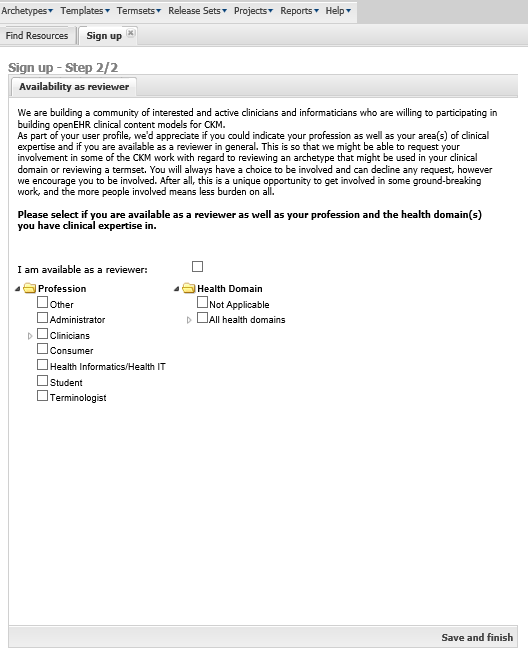 Archetypes Templates Termsets Release Sets Projects Reports Help
Find Resources Sign up
Sign up - Step 2/2
Availability as reviewer
We are building a community of interested and active clinicians and informaticians who are willing to participating in
building openEHR clinical content models for CKM.
As part of your user profile, we'd appreciate if you could indicate your profession as well as your area(s) of clinical
expertise and if you are available as a reviewer in general. This is so that we might be able to request your
involvement in some of the CKM work with regard to reviewing an archetype that might be used in your clinical
domain or reviewing a termset. You will always have a choice to be involved and can decline any request, however
we encourage you to be involved. After all, this is a unique opportunity to get involved in some ground-breaking
work, and the more people involved means less burden on all.
Please select if you are available as a reviewer as well as your profession and the health domain(s)
you have clinical expertise in.
I am available as a reviewer:
Profession Health Domain
Other Not Applicable
Administrator All health domains
Clinicians
Consumer
Health Informatics/Health IT
Student
Terminologist
Save and finish